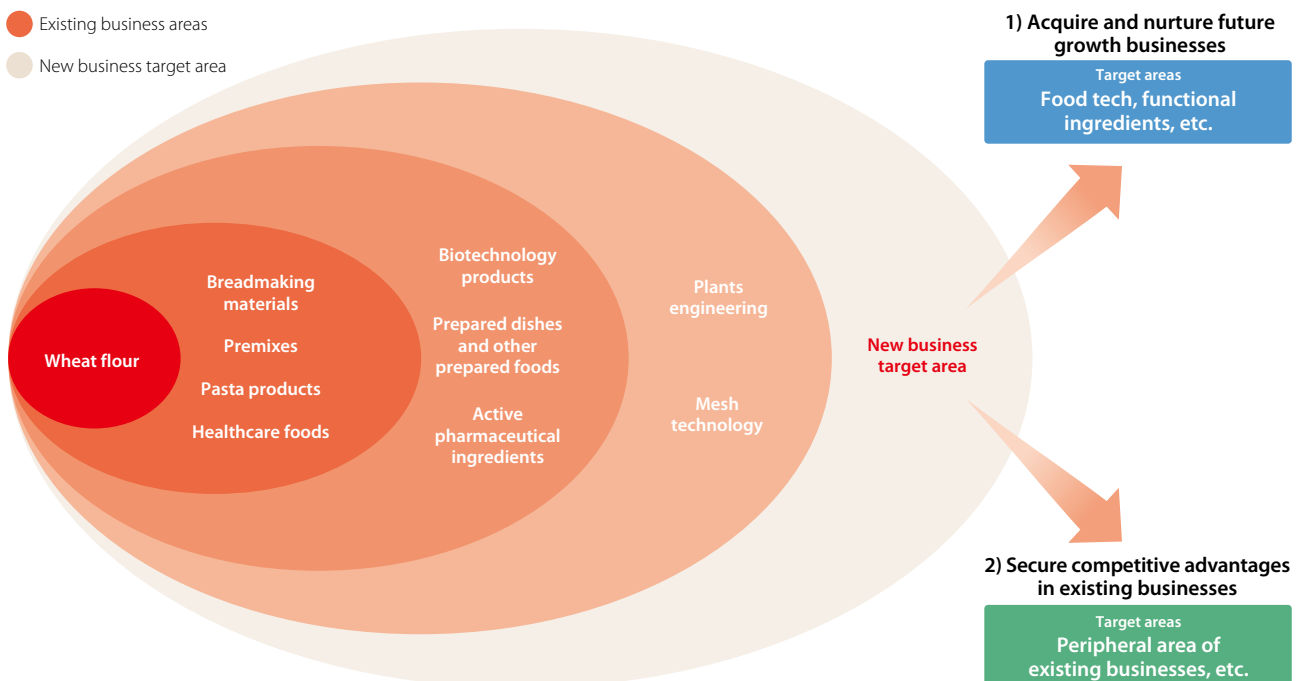 Existing business areas
New business target area
Wheat flour
Breadmaking
materials
Premixes
Pasta products
Healthcare foods
Biotechnology
products
Prepared dishes
and other
prepared foods
Active
pharmaceutical
ingredients
Plants
engineering
Mesh
technology
New business
target area
1) Acquire and nurture future
growth businesses
Target areas
Food tech, functional
ingredients, etc.
2) Secure competitive advantages
in existing businesses
Target areas
Peripheral area of
existing businesses, etc.